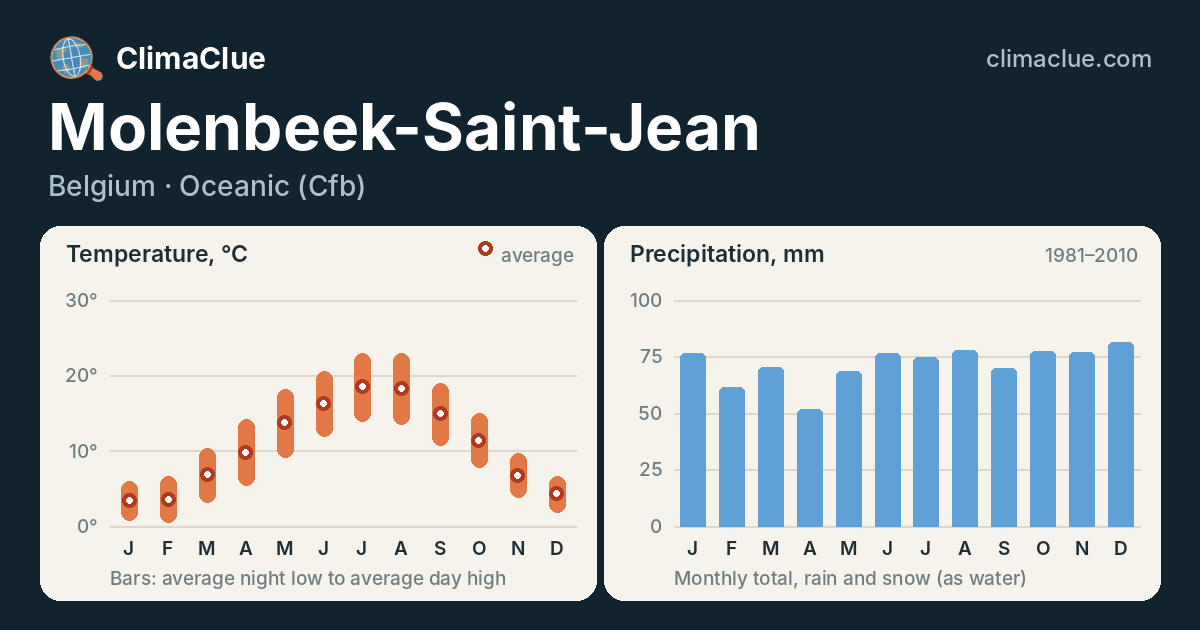 ClimaClue
climaclue.com
Molenbeek-Saint-Jean
Belgium · Oceanic (Cfb)
Temperature, °C
average
30°
20°
10°
0°
J F M A M J J A S O N D
Bars: average night low to average day high
Precipitation, mm
1981–2010
100
75
50
25
0
J F M A M J J A S O N D
Monthly total, rain and snow (as water)